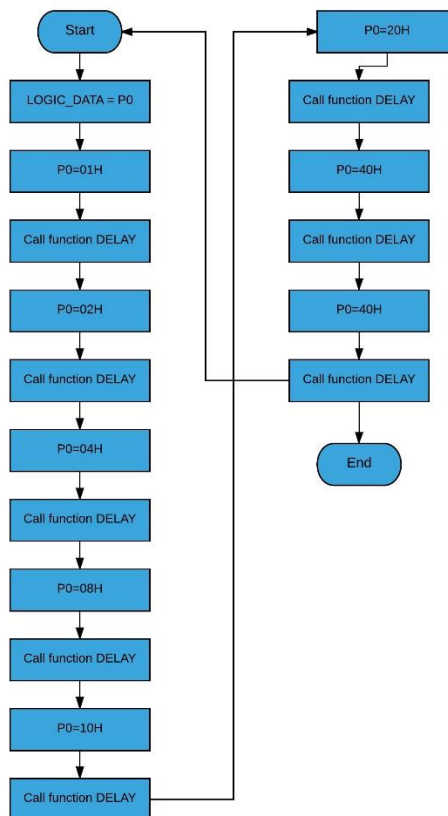 Start
LOGIC_DATA = P0
P0=01H
Call function DELAY
P0=02H
Call function DELAY
P0=04H
Call function DELAY
P0=08H
Call function DELAY
P0=10H
Call function DELAY
P0=20H
Call function DELAY
P0=40H
Call function DELAY
P0=40H
Call function DELAY
End